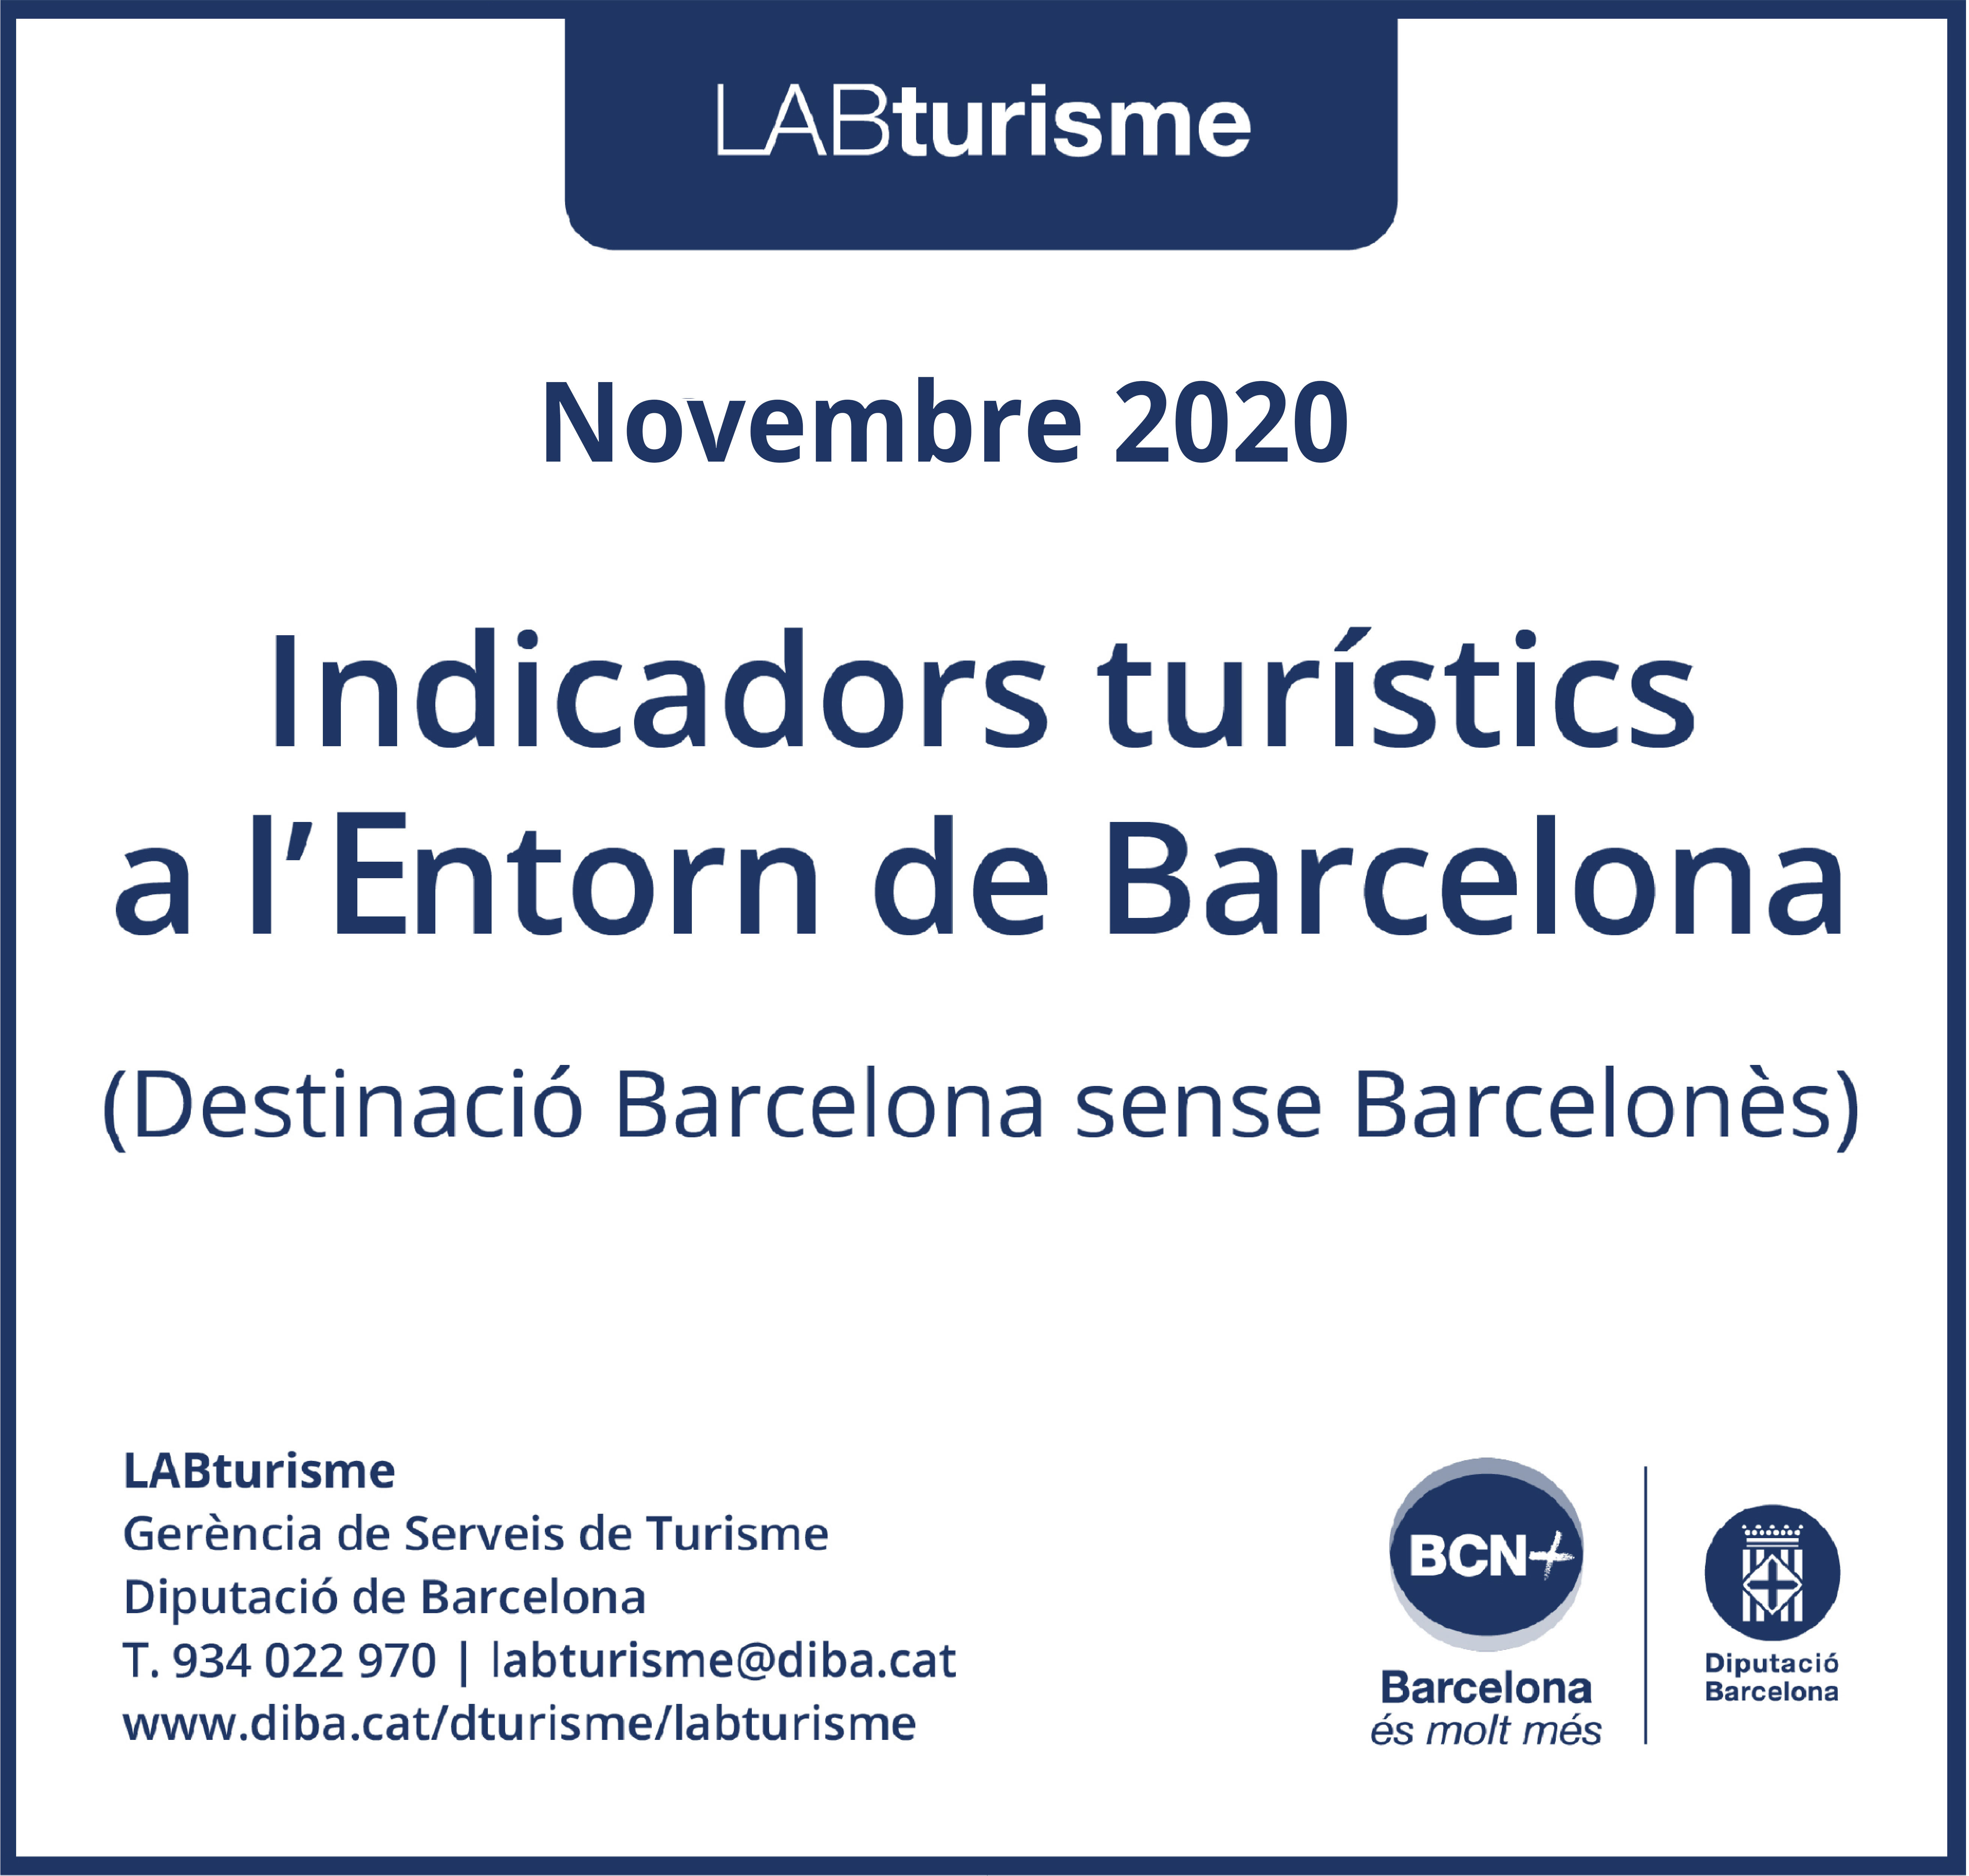 LABturisme
Novembre 2020
Indicadors turístics
a l’Entorn de Barcelona
(Destinació Barcelona sense Barcelonès)
LABturisme
Gerència de Serveis de Turisme
Diputació de Barcelona
T. 934 022 970 | labturisme@diba.cat
www.diba.cat/dturisme/labturisme
BCN+
Barcelona
és molt més
Diputació
Barcelona